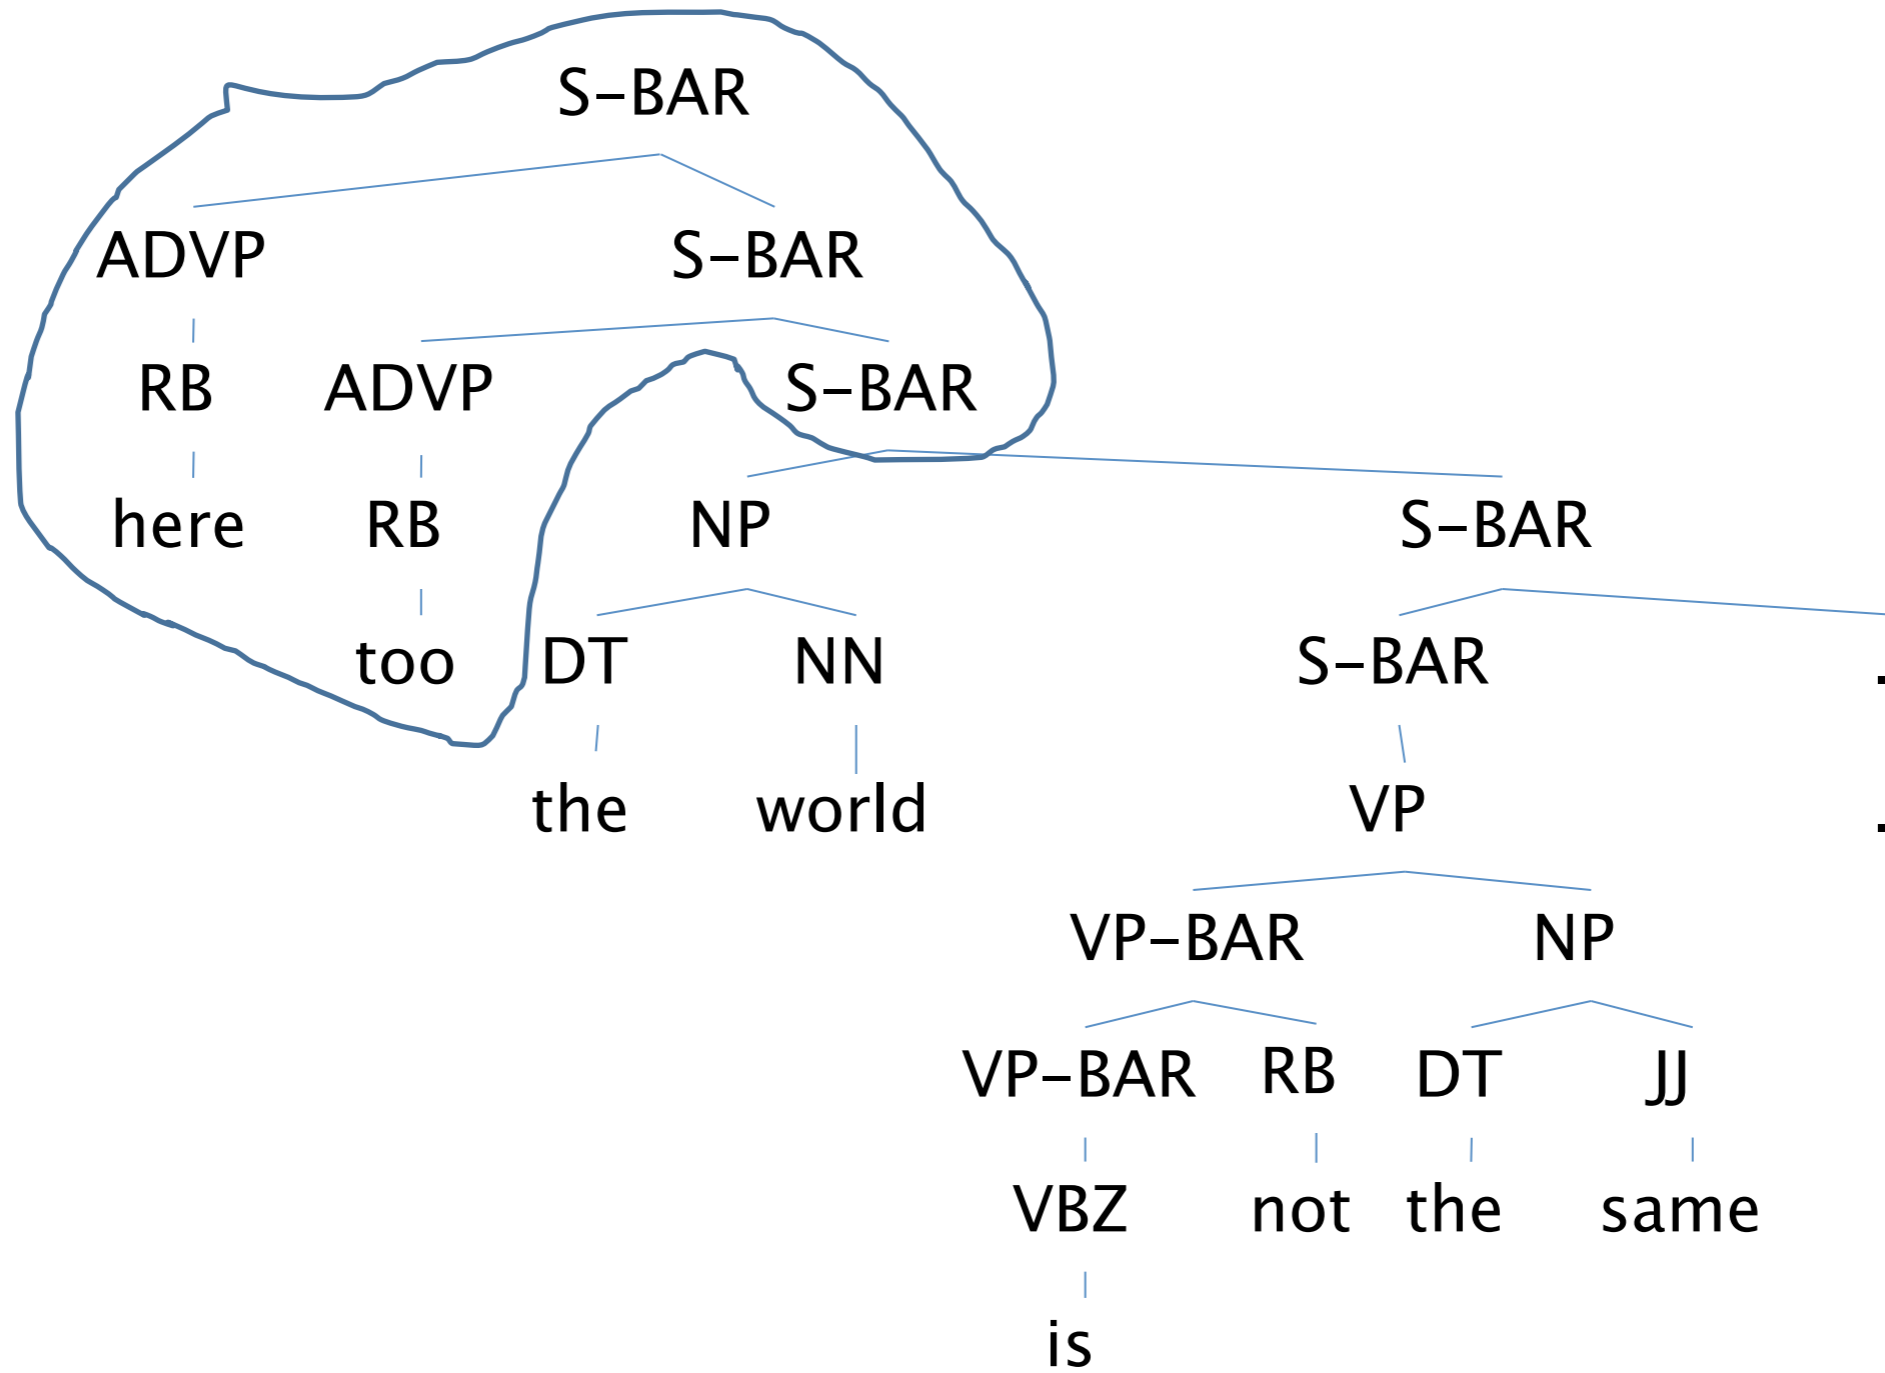 S-BAR
ADVP S-BAR
RB ADVP S-BAR
here RB NP S-BAR
too DT NN S-BAR .
the world VP .
VP-BAR NP
VP-BAR RB DT JJ
VBZ not the same
is